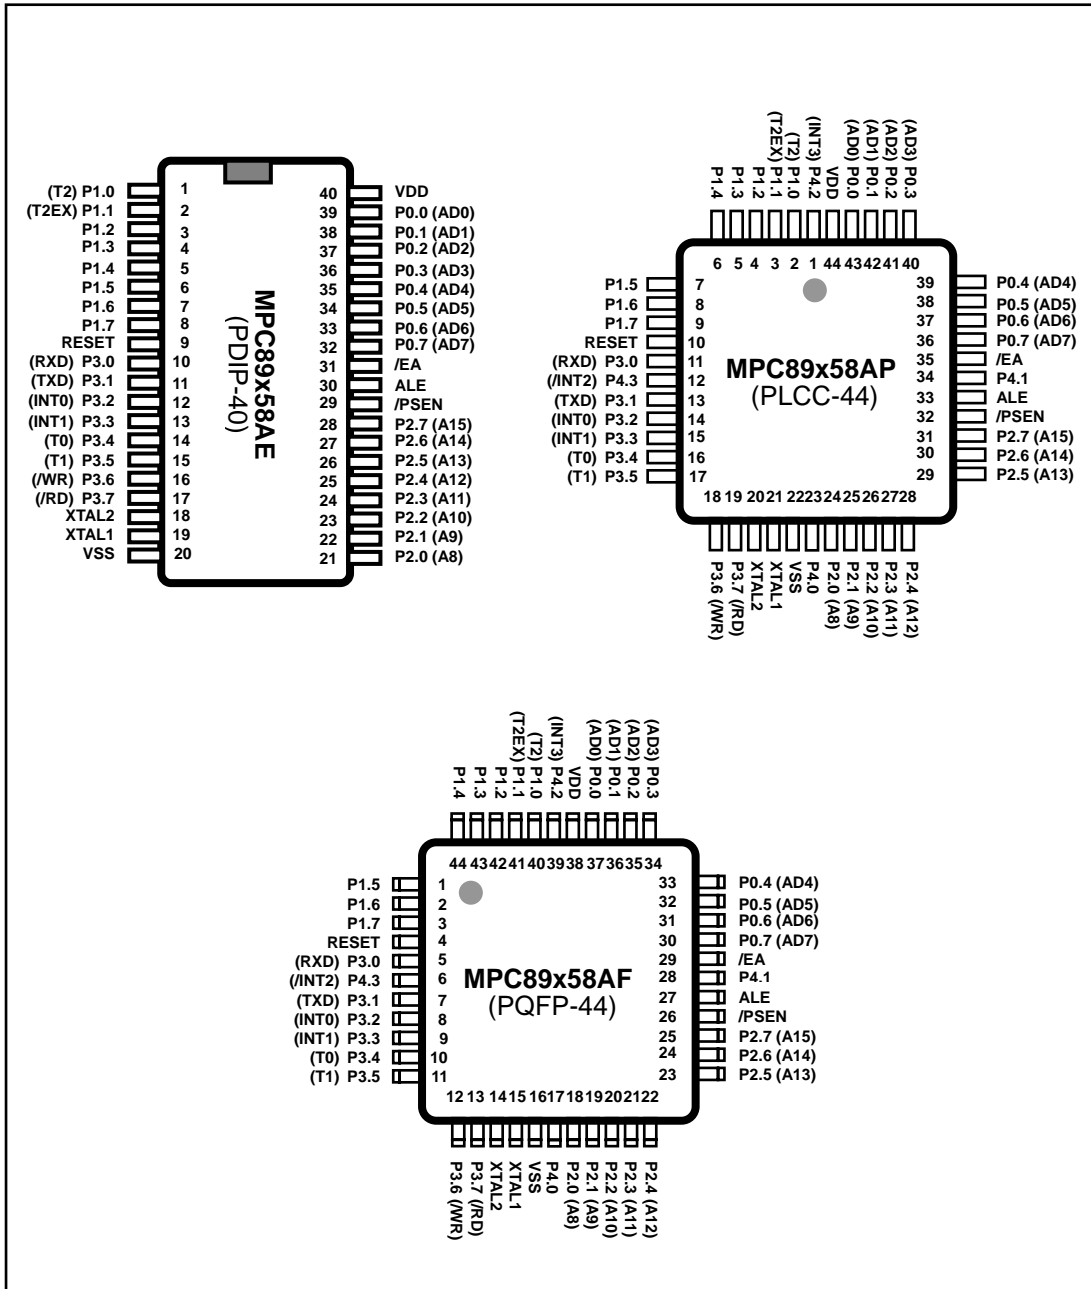 (T2) P1.0
(T2EX) P1.1
P1.2
P1.3
P1.4
P1.5
P1.6
P1.7
RESET
(RXD) P3.0
(TXD) P3.1
(INT0) P3.2
(INT1) P3.3
(T0) P3.4
(T1) P3.5
(/WR) P3.6
(/RD) P3.7
XTAL2
XTAL1
VSS
1
2
3
4
5
6
7
8
9
10
11
12
13
14
15
16
17
18
19
20
MPC89x58AE
(PDIP-40)
40
39
38
37
36
35
34
33
32
31
30
29
28
27
26
25
24
23
22
21
VDD
P0.0 (AD0)
P0.1 (AD1)
P0.2 (AD2)
P0.3 (AD3)
P0.4 (AD4)
P0.5 (AD5)
P0.6 (AD6)
P0.7 (AD7)
/EA
ALE
/PSEN
P2.7 (A15)
P2.6 (A14)
P2.5 (A13)
P2.4 (A12)
P2.3 (A11)
P2.2 (A10)
P2.1 (A9)
P2.0 (A8)
P1.4
P1.3
P1.2
(T2EX) P1.1
(T2) P1.0
(INT3) P4.2
VDD
(AD0) P0.0
(AD1) P0.1
(AD2) P0.2
(AD3) P0.3
6 5 4 3 2 1 44 43 42 41 40
P1.5
P1.6
P1.7
RESET
(RXD) P3.0
(/INT2) P4.3
(TXD) P3.1
(INT0) P3.2
(INT1) P3.3
(T0) P3.4
(T1) P3.5
7
8
9
10
11
12
13
14
15
16
17
MPC89x58AP
(PLCC-44)
39
38
37
36
35
34
33
32
31
30
29
P0.4 (AD4)
P0.5 (AD5)
P0.6 (AD6)
P0.7 (AD7)
/EA
P4.1
ALE
/PSEN
P2.7 (A15)
P2.6 (A14)
P2.5 (A13)
18 19 20 21 22 23 24 25 26 27 28
P3.6 (/WR)
P3.7 (/RD)
XTAL2
XTAL1
VSS
P4.0
P2.0 (A8)
P2.1 (A9)
P2.2 (A10)
P2.3 (A11)
P2.4 (A12)
P1.4
P1.3
P1.2
(T2EX) P1.1
(T2) P1.0
(INT3) P4.2
VDD
(AD0) P0.0
(AD1) P0.1
(AD2) P0.2
(AD3) P0.3
44 43 42 41 40 39 38 37 36 35 34
P1.5
P1.6
P1.7
RESET
(RXD) P3.0
(/INT2) P4.3
(TXD) P3.1
(INT0) P3.2
(INT1) P3.3
(T0) P3.4
(T1) P3.5
1
2
3
4
5
6
7
8
9
10
11
MPC89x58AF
(PQFP-44)
33
32
31
30
29
28
27
26
25
24
23
P0.4 (AD4)
P0.5 (AD5)
P0.6 (AD6)
P0.7 (AD7)
/EA
P4.1
ALE
/PSEN
P2.7 (A15)
P2.6 (A14)
P2.5 (A13)
12 13 14 15 16 17 18 19 20 21 22
P3.6 (/WR)
P3.7 (/RD)
XTAL2
XTAL1
VSS
P4.0
P2.0 (A8)
P2.1 (A9)
P2.2 (A10)
P2.3 (A11)
P2.4 (A12)